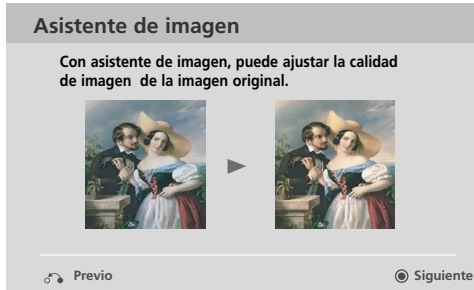 Asistente de imagen
Con asistente de imagen, puede ajustar la calidad
de imagen  de la imagen original.
Previo
Siguiente